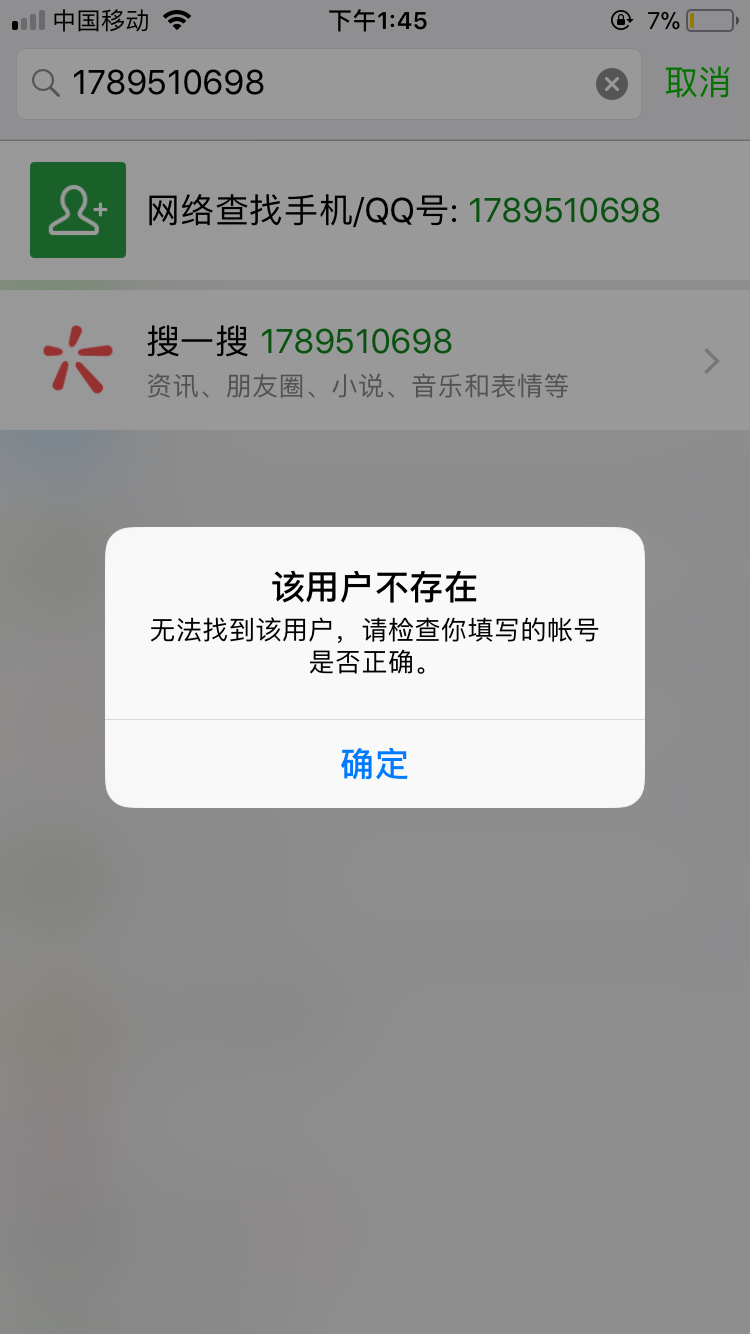 中国移动 下午1:45 7%
1789510698 取消
网络查找手机/QQ号: 1789510698
搜一搜 1789510698
资讯、朋友圈、小说、音乐和表情等
该用户不存在
无法找到该用户，请检查你填写的帐号
是否正确。
确定